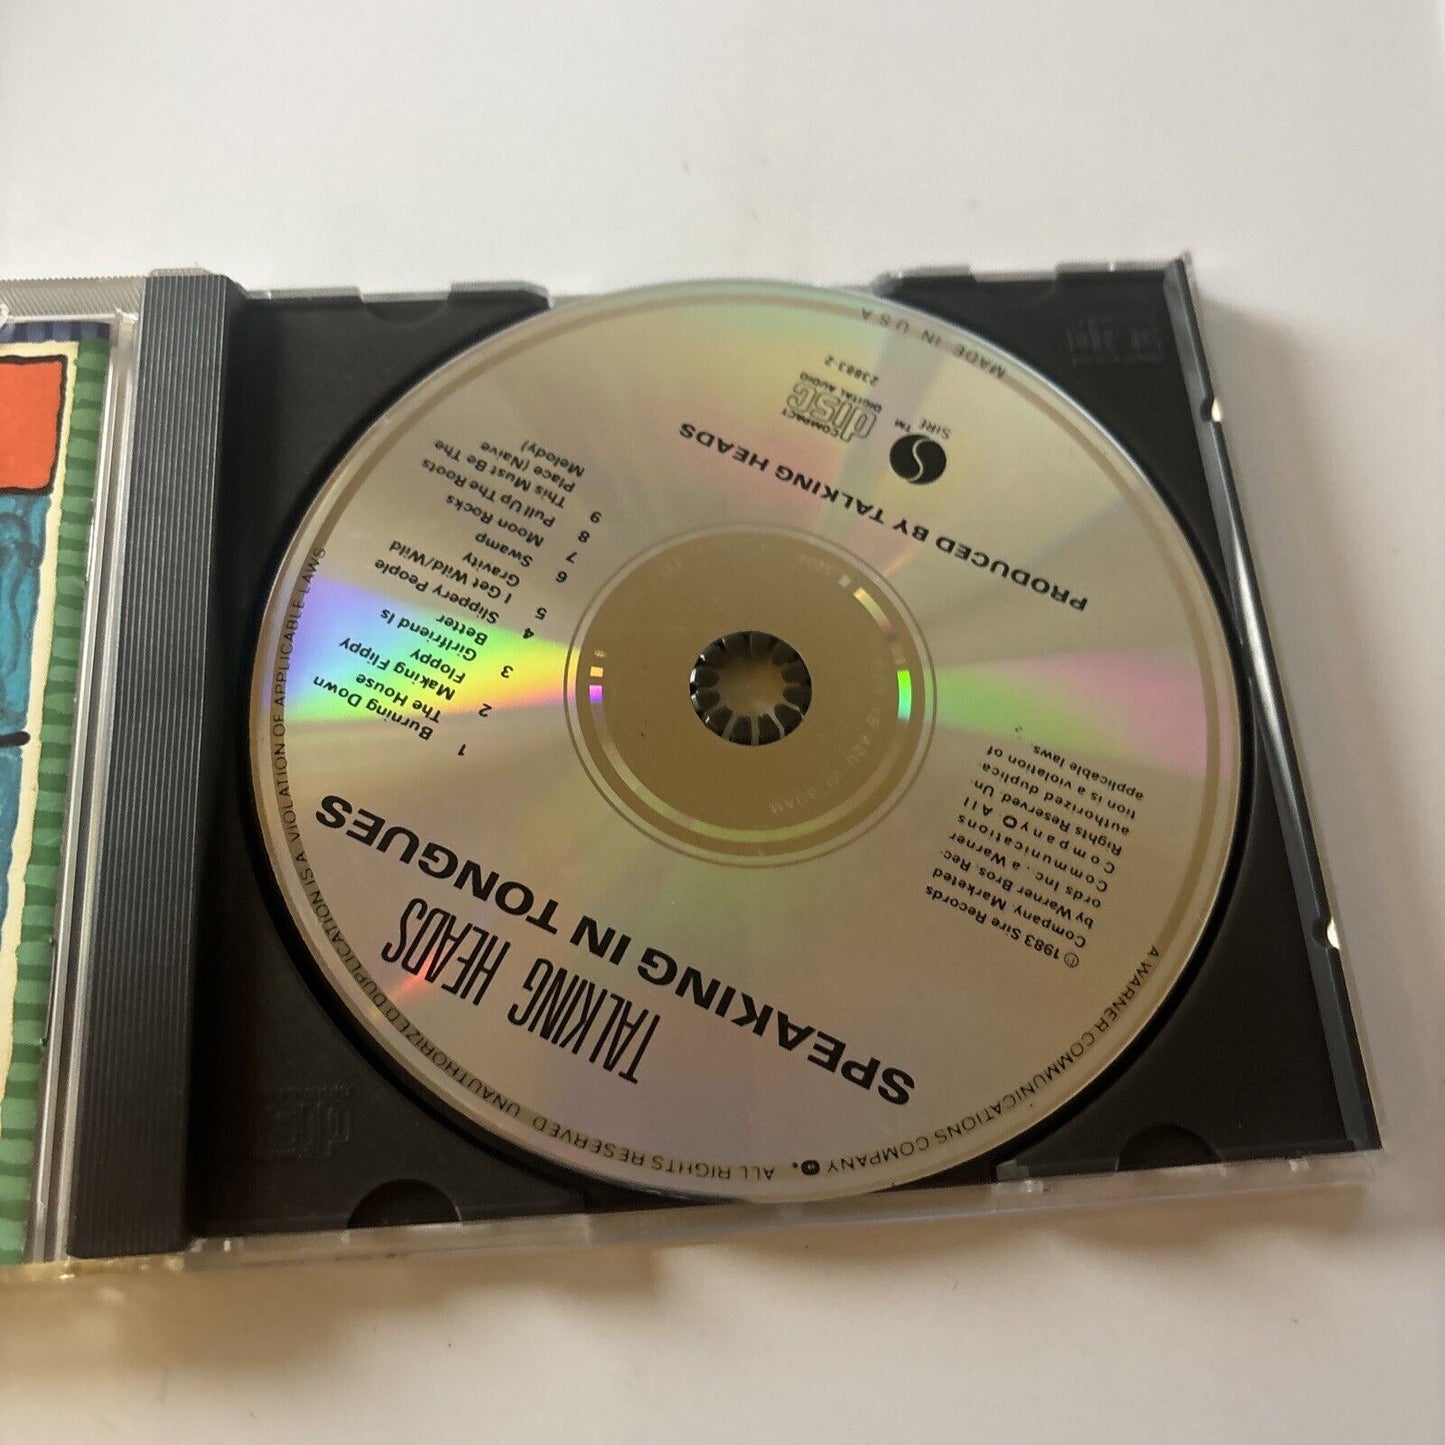 TALKING HEADS
SPEAKING IN TONGUES
1 Burning Down
The House
2 Making Flippy
Floppy
3 Girlfriend Is
Better
4 Slippery People
5 I Get Wild/Wild
Gravity
6 Swamp
7 Moon Rocks
8 Pull Up The Roots
9 This Must Be The
Place (Naive
Melody)
℗ 1983 Sire Records
Company. Marketed
by Warner Bros. Rec-
ords Inc., a Warner
Communications
Company All
Rights Reserved. Un-
authorized duplica-
tion is a violation of
applicable laws.
PRODUCED BY TALKING HEADS
SIRE ™
COMPACT
disc
DIGITAL AUDIO
23883-2
MADE IN USA
A WARNER COMMUNICATIONS COMPANY. ALL RIGHTS RESERVED UNAUTHORIZED DUPLICATION IS A VIOLATION OF APPLICABLE LAWS
MADE IN